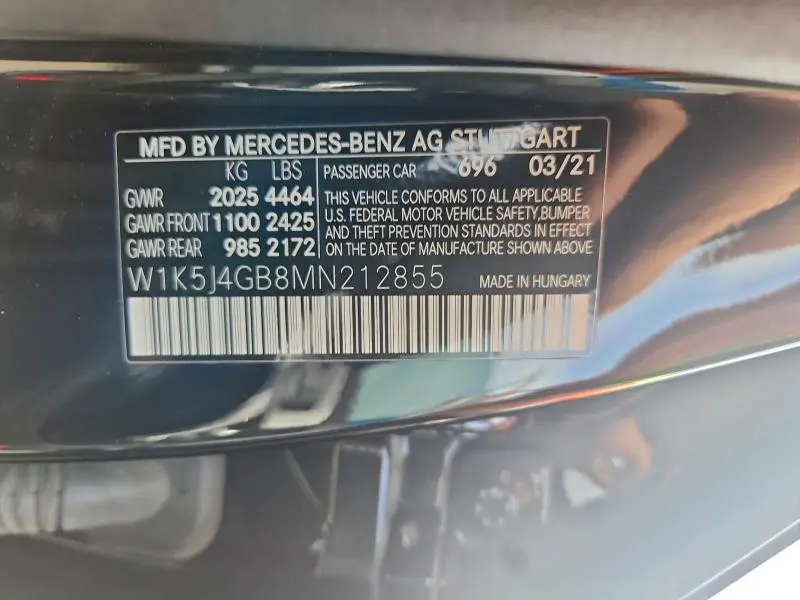 MFD BY MERCEDES-BENZ AG STUTTGART
KG LBS PASSENGER CAR 696 03/21
GVWR 2025 4464 THIS VEHICLE CONFORMS TO ALL APPLICABLE
GAWR FRONT 1100 2425 U.S. FEDERAL MOTOR VEHICLE SAFETY,BUMPER
AND THEFT PREVENTION STANDARDS IN EFFECT
GAWR REAR 985 2172 ON THE DATE OF MANUFACTURE SHOWN ABOVE
W1K5J4GB8MN212855 MADE IN HUNGARY